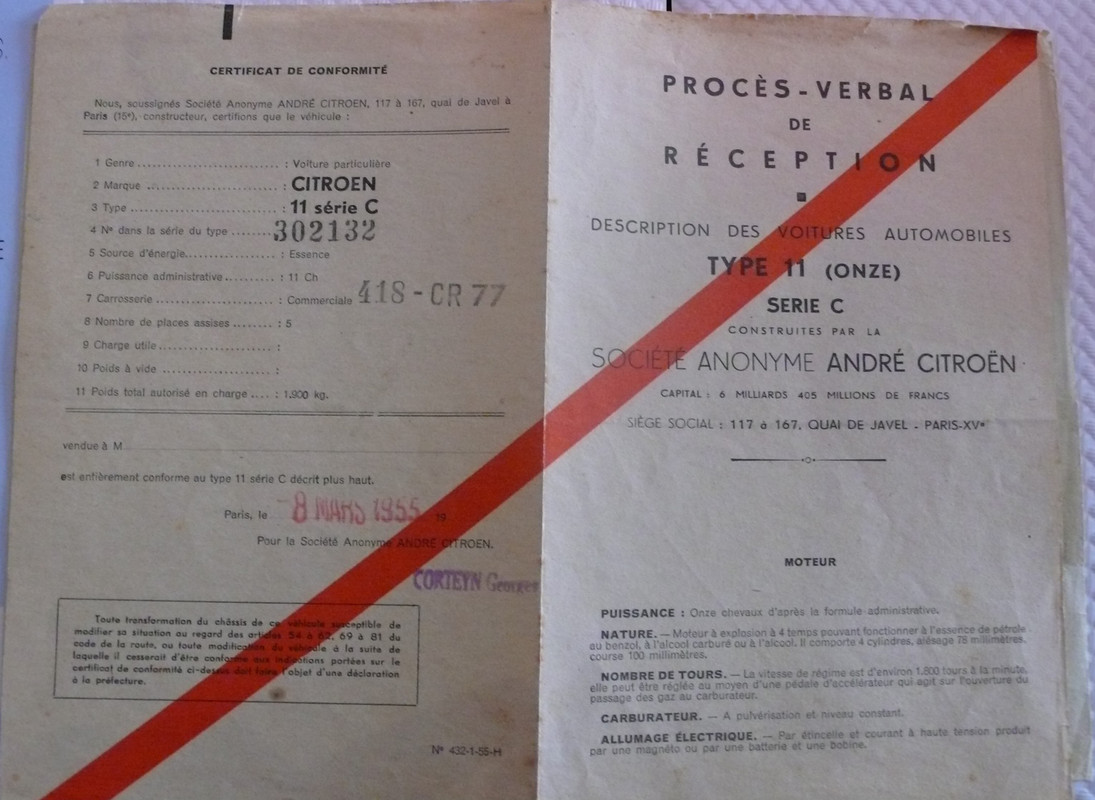 CERTIFICAT DE CONFORMITÉ
Nous, soussignés Société Anonyme ANDRÉ CITROEN, 117 à 167, quai de Javel à
Paris (15e), constructeur, certifions que le véhicule :
1 Genre ........................... : Voiture particulière
2 Marque ........................ : CITROEN
3 Type ........................... : 11 série C
4 No dans la série du type ........ 302132
5 Source d'énergie.................. : Essence
6 Puissance administrative.......... : 11 Ch
7 Carrosserie ...................... : Commerciale 418-CR 77
8 Nombre de places assises ........ : 5
9 Charge utile ..................... :
10 Poids à vide ................... :
11 Poids total autorisé en charge .... : 1.900 kg.
vendue à M
est entièrement conforme au type 11 série C décrit plus haut.
Paris, le 8 MARS 1955 19
Pour la Société Anonyme ANDRÉ CITROEN.
CORTEYN Georges
Toute transformation du châssis de ce véhicule susceptible de
modifier sa situation au regard des articles 54 à 62, 69 à 81 du
code de la route, ou toute modification du véhicule à la suite de
laquelle il cesserait d'être conforme aux indications portées sur le
certificat de conformité ci-dessus doit faire l'objet d'une déclaration
à la préfecture.
No 432-1-55-H
PROCÈS-VERBAL
DE
RÉCEPTION
DESCRIPTION DES VOITURES AUTOMOBILES
TYPE 11 (ONZE)
SERIE C
CONSTRUITES PAR LA
SOCIÉTÉ ANONYME ANDRÉ CITROËN
CAPITAL : 6 MILLIARDS 405 MILLIONS DE FRANCS
SIÈGE SOCIAL : 117 à 167, QUAI DE JAVEL - PARIS-XVe
MOTEUR
PUISSANCE : Onze chevaux d'après la formule administrative.
NATURE. — Moteur à explosion à 4 temps pouvant fonctionner à l'essence de pétrole
au benzol, à l'alcool carburé ou à l'alcool. Il comporte 4 cylindres, alésage 78 millimètres,
course 100 millimètres.
NOMBRE DE TOURS. — La vitesse de régime est d'environ 1.800 tours à la minute,
elle peut être réglée au moyen d'une pédale d'accélérateur qui agit sur l'ouverture du
passage des gaz au carburateur.
CARBURATEUR. — A pulvérisation et niveau constant.
ALLUMAGE ÉLECTRIQUE. — Par étincelle et courant à haute tension produit
par une magnéto ou par une batterie et une bobine.